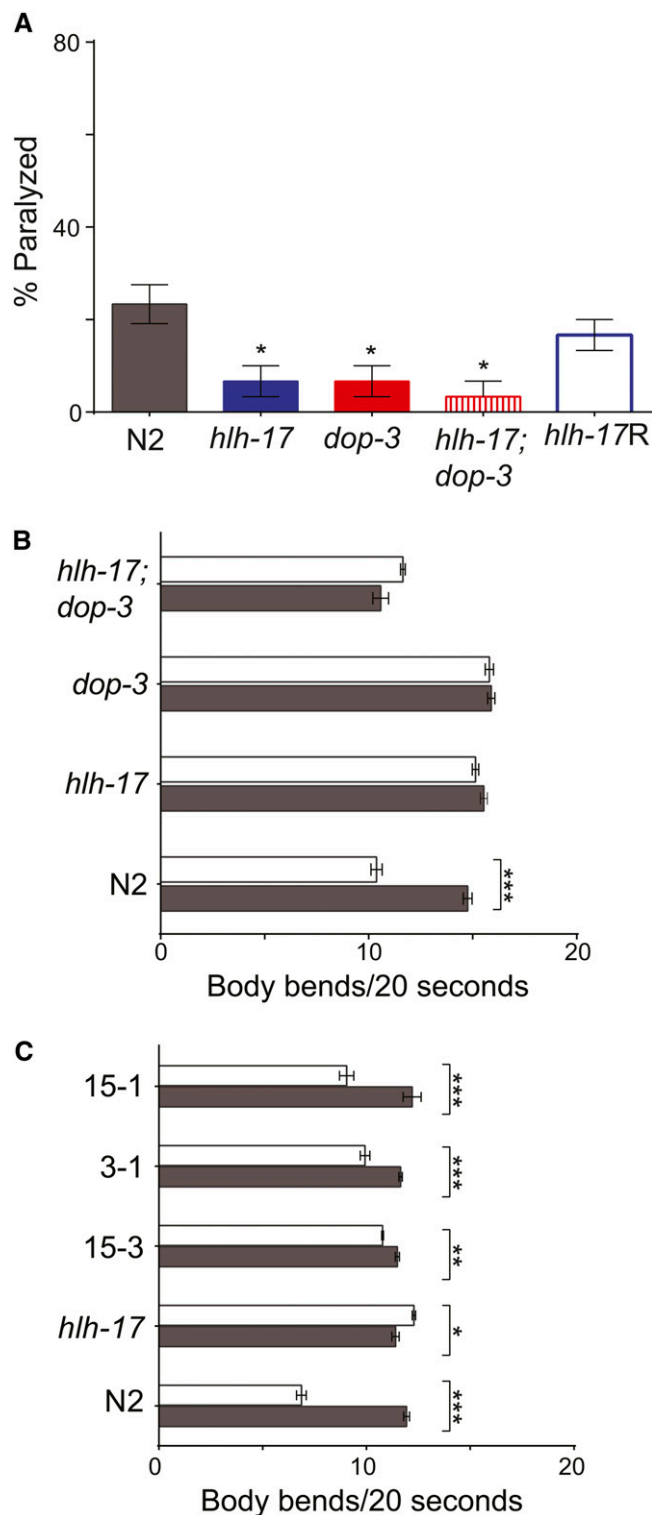 A
80
40
0
% Paralyzed
* * *
N2 hlh-17 dop-3 hlh-17; dop-3 hlh-17R
B
hlh-17;
dop-3
dop-3
hlh-17
N2
***
0 10 20
Body bends/20 seconds
C
15-1 ***
3-1 ***
15-3 **
hlh-17 *
N2 ***
0 10 20
Body bends/20 seconds